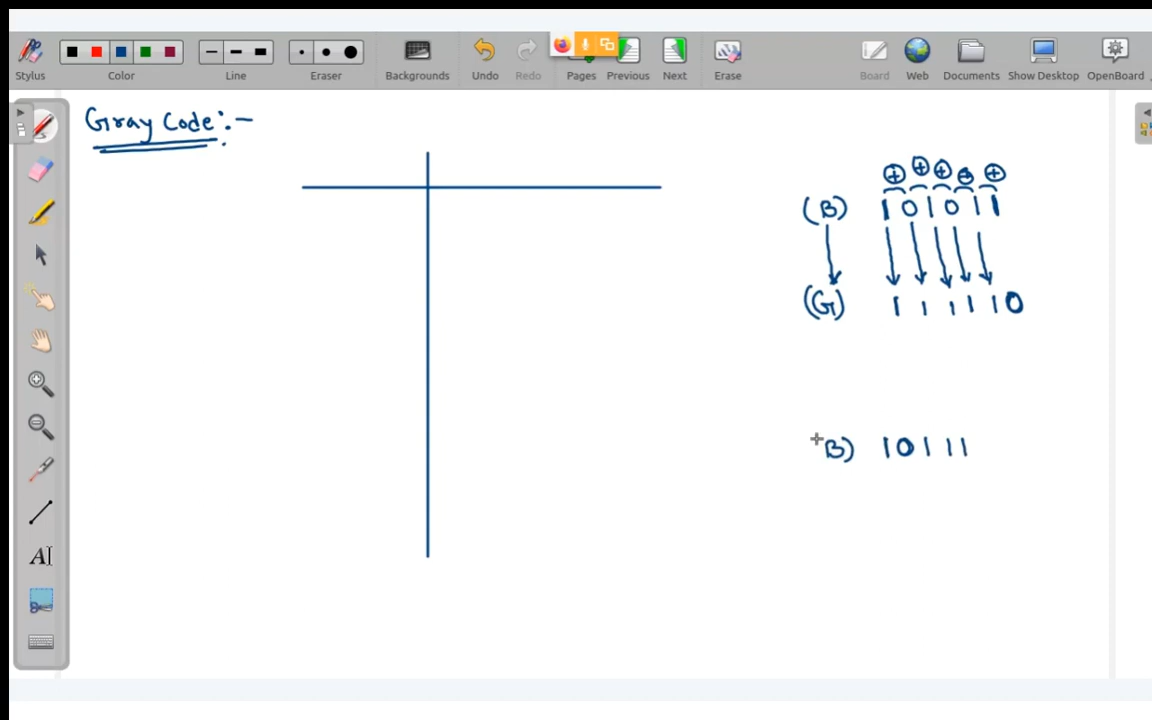 Stylus Color Line Eraser Backgrounds Undo Redo Pages Previous Next Erase Board Web Documents Show Desktop OpenBoard
Gray Code :-
⊕ ⊕ ⊕ ⊕ ⊕
(B) 1 0 1 0 1 1
(G) 1 1 1 1 1 0
B) 1 0 1 1 1
AI